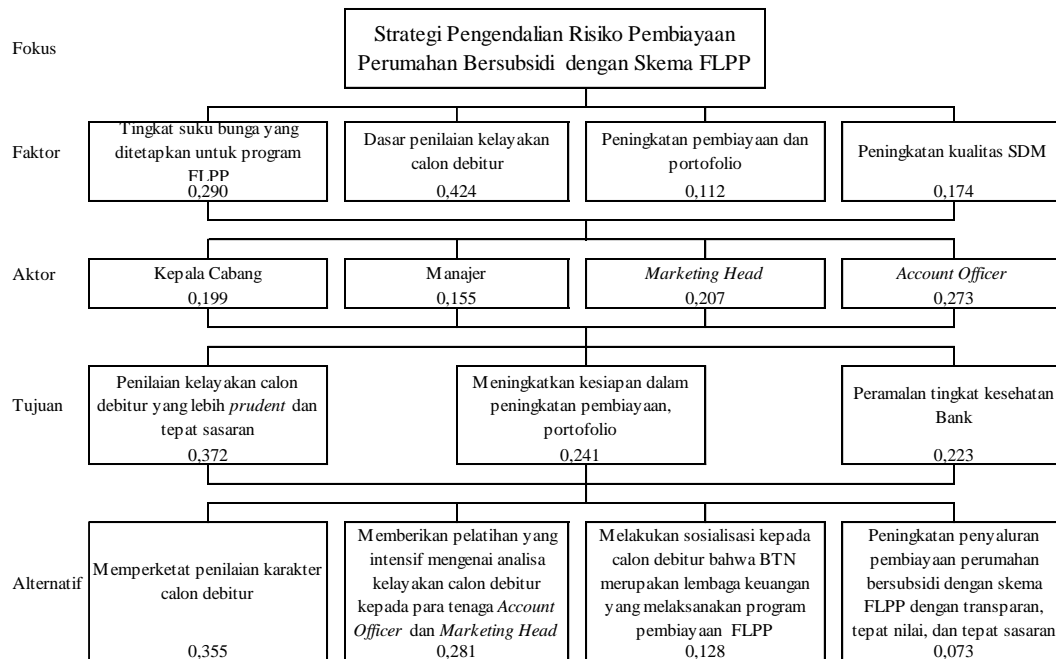 Fokus
Strategi Pengendalian Risiko Pembiayaan
Perumahan Bersubsidi dengan Skema FLPP
Faktor
Tingkat suku bunga yang
ditetapkan untuk program
FLPP
0,290
Dasar penilaian kelayakan
calon debitur
0,424
Peningkatan pembiayaan dan
portofolio
0,112
Peningkatan kualitas SDM
0,174
Aktor
Kepala Cabang
0,199
Manajer
0,155
Marketing Head
0,207
Account Officer
0,273
Tujuan
Penilaian kelayakan calon
debitur yang lebih prudent dan
tepat sasaran
0,372
Meningkatkan kesiapan dalam
peningkatan pembiayaan,
portofolio
0,241
Peramalan tingkat kesehatan
Bank
0,223
Alternatif
Memperketat penilaian karakter
calon debitur
0,355
Memberikan pelatihan yang
intensif mengenai analisa
kelayakan calon debitur
kepada para tenaga Account
Officer dan Marketing Head
0,281
Melakukan sosialisasi kepada
calon debitur bahwa BTN
merupakan lembaga keuangan
yang melaksanakan program
pembiayaan FLPP
0,128
Peningkatan penyaluran
pembiayaan perumahan
bersubsidi dengan skema
FLPP dengan transparan,
tepat nilai, dan tepat sasaran
0,073